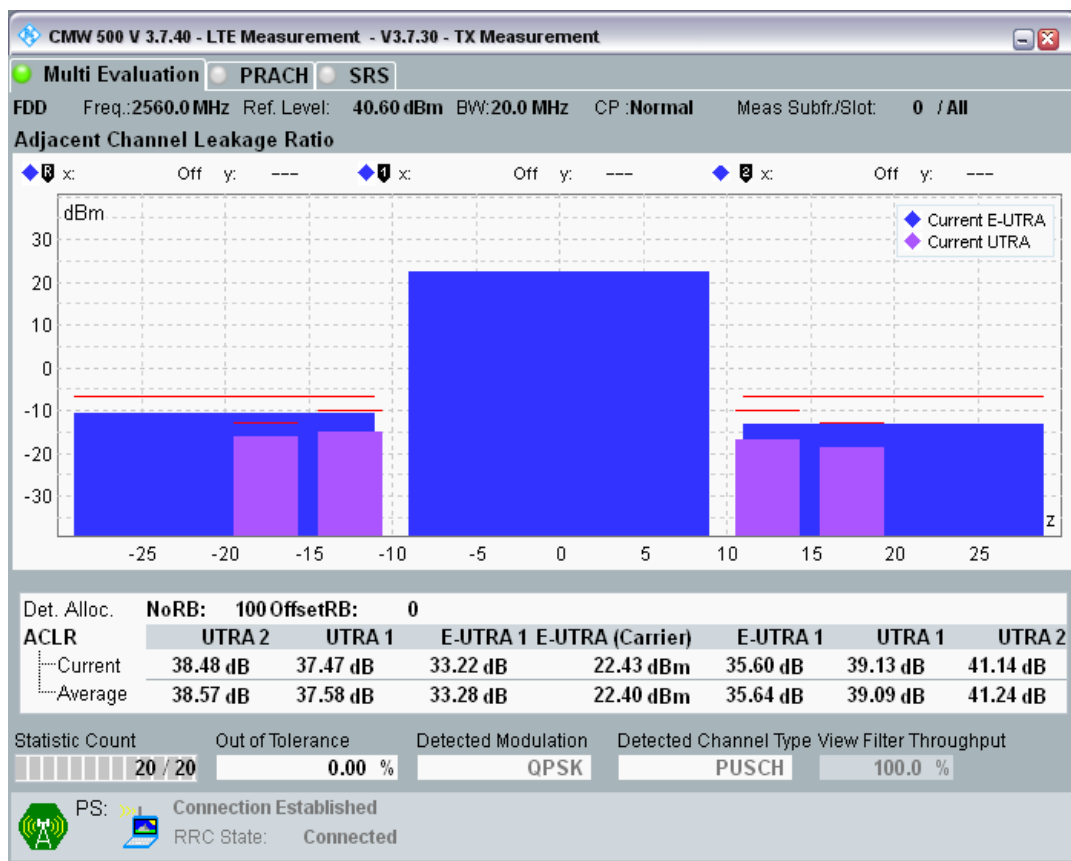 CMW 500 V 3.7.40 - LTE Measurement - V3.7.30 - TX Measurement
Multi Evaluation PRACH SRS
FDD Freq.:2560.0 MHz Ref. Level: 40.60 dBm BW:20.0 MHz CP :Normal Meas Subfr./Slot: 0 / All
Adjacent Channel Leakage Ratio
R x: Off y: --- 1 x: Off y: --- 2 x: Off y: ---
dBm
Current E-UTRA
Current UTRA
30
20
10
0
-10
-20
-30
z
-25 -20 -15 -10 -5 0 5 10 15 20 25
Det. Alloc. NoRB: 100 OffsetRB: 0
ACLR UTRA 2 UTRA 1 E-UTRA 1 E-UTRA (Carrier) E-UTRA 1 UTRA 1 UTRA 2
Current 38.48 dB 37.47 dB 33.22 dB 22.43 dBm 35.60 dB 39.13 dB 41.14 dB
Average 38.57 dB 37.58 dB 33.28 dB 22.40 dBm 35.64 dB 39.09 dB 41.24 dB
Statistic Count Out of Tolerance Detected Modulation Detected Channel Type View Filter Throughput
20 / 20 0.00 % QPSK PUSCH 100.0 %
PS: Connection Established
RRC State: Connected